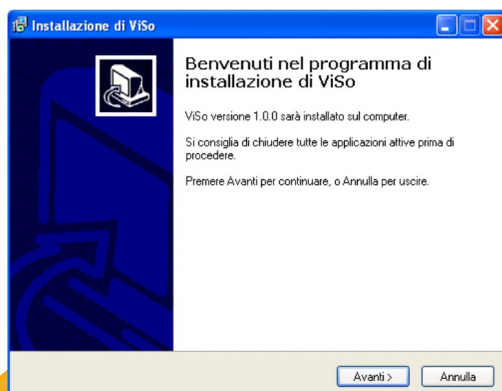 Installazione di ViSo
Benvenuti nel programma di
installazione di ViSo
ViSo versione 1.0.0 sarà installato sul computer.
Si consiglia di chiudere tutte le applicazioni attive prima di
procedere.
Premere Avanti per continuare, o Annulla per uscire.
Avanti >
Annulla